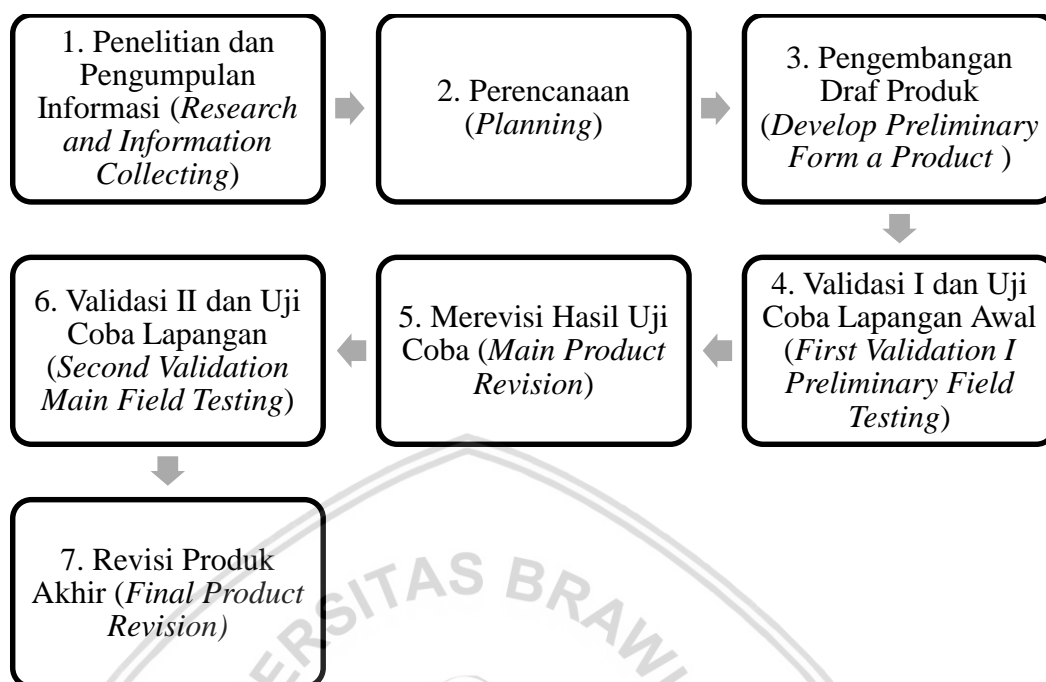 1. Penelitian dan
Pengumpulan
Informasi (Research
and Information
Collecting)
2. Perencanaan
(Planning)
3. Pengembangan
Draf Produk
(Develop Preliminary
Form a Product )
4. Validasi I dan Uji
Coba Lapangan Awal
(First Validation I
Preliminary Field
Testing)
5. Merevisi Hasil Uji
Coba (Main Product
Revision)
6. Validasi II dan Uji
Coba Lapangan
(Second Validation
Main Field Testing)
7. Revisi Produk
Akhir (Final Product
Revision)